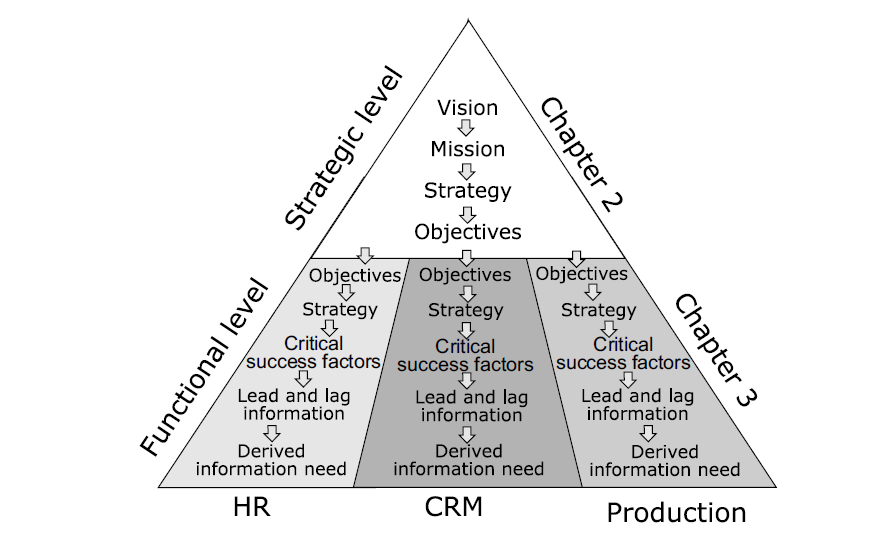 Strategic level
Chapter 2
Vision
Mission
Strategy
Objectives
Functional level
Chapter 3
Objectives
Strategy
Critical
success factors
Lead and lag
information
Derived
information need
HR
Objectives
Strategy
Critical
success factors
Lead and lag
information
Derived
information need
CRM
Objectives
Strategy
Critical
success factors
Lead and lag
information
Derived
information need
Production